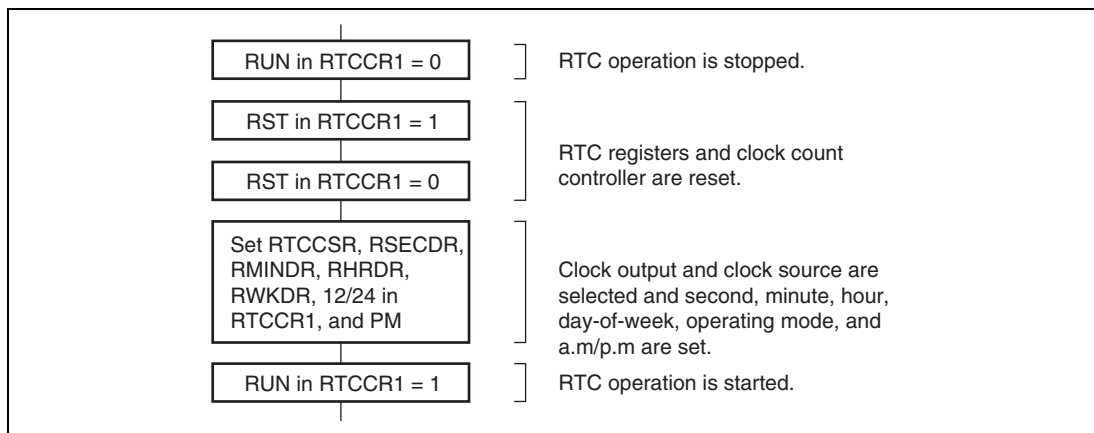 RUN in RTCCR1 = 0
RTC operation is stopped.
RST in RTCCR1 = 1
RST in RTCCR1 = 0
RTC registers and clock count
controller are reset.
Set RTCCSR, RSECDR,
RMINDR, RHRDR,
RWKDR, 12/24 in
RTCCR1, and PM
Clock output and clock source are
selected and second, minute, hour,
day-of-week, operating mode, and
a.m/p.m are set.
RUN in RTCCR1 = 1
RTC operation is started.